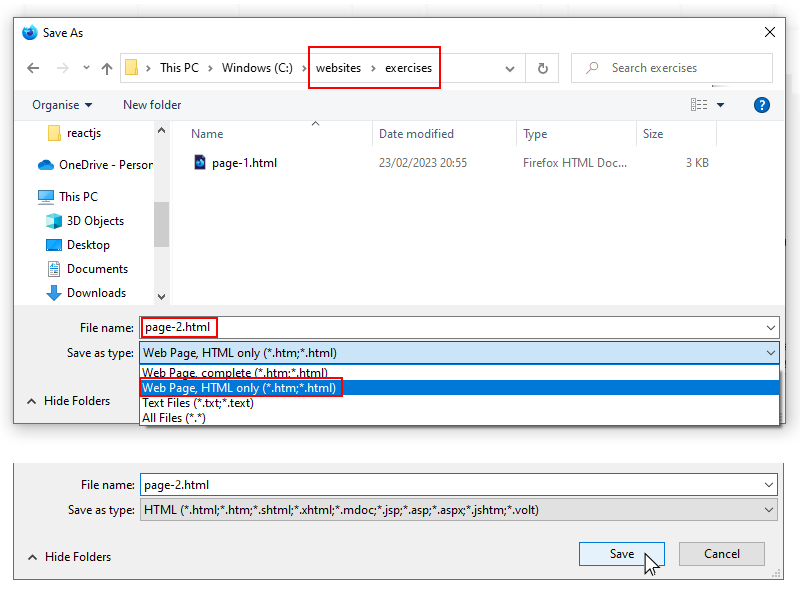 Save As
This PC > Windows (C:) > websites > exercises
Search exercises
Organise New folder
?
Name Date modified Type Size
reactjs
page-1.html 23/02/2023 20:55 Firefox HTML Doc... 3 KB
OneDrive - Person
This PC
3D Objects
Desktop
Documents
Downloads
File name: page-2.html
Save as type: Web Page, HTML only (*.htm;*.html)
Web Page, complete (*.htm;*.html)
Web Page, HTML only (*.htm;*.html)
Text Files (*.txt;*.text)
All Files (*.*)
Hide Folders
File name: page-2.html
Save as type: HTML (*.html;*.htm;*.shtml;*.xhtml;*.mdoc;*.jsp;*.asp;*.aspx;*.jshtm;*.volt)
Hide Folders
Save Cancel